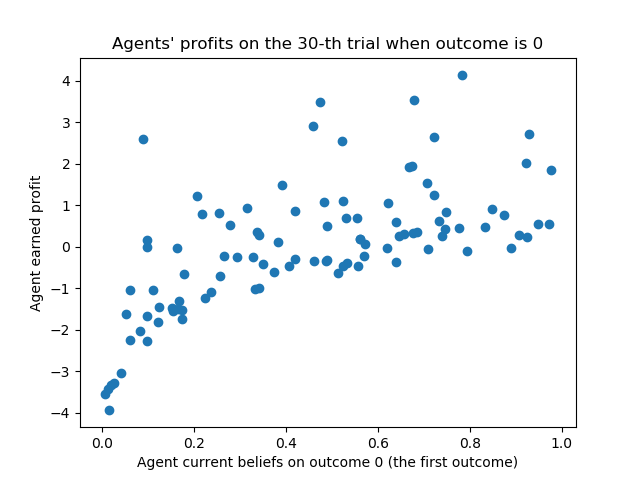 Agents' profits on the 30-th trial when outcome is 0
4
3
2
1
0
−1
−2
−3
−4
Agent earned profit
0.0 0.2 0.4 0.6 0.8 1.0
Agent current beliefs on outcome 0 (the first outcome)